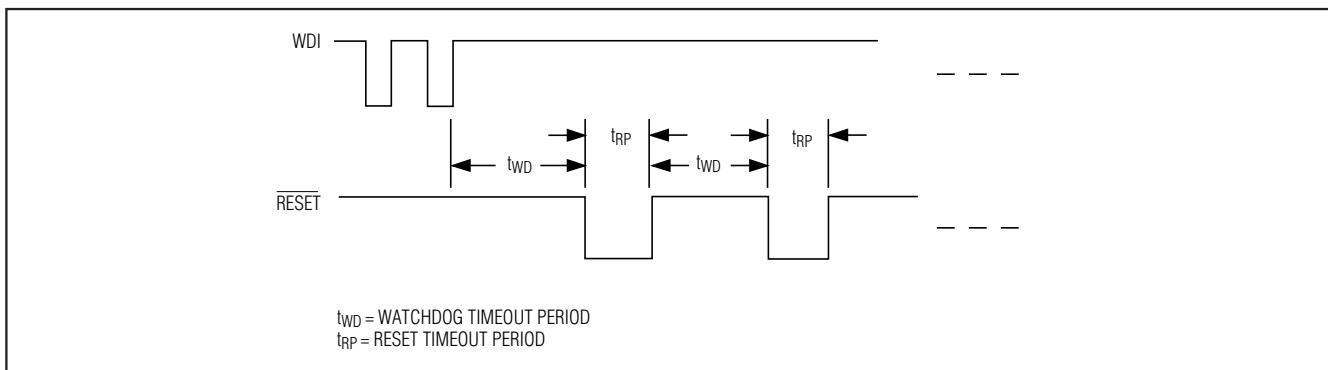 WDI
tRP
tRP
tWD
tWD
RESET
tWD = WATCHDOG TIMEOUT PERIOD
tRP = RESET TIMEOUT PERIOD